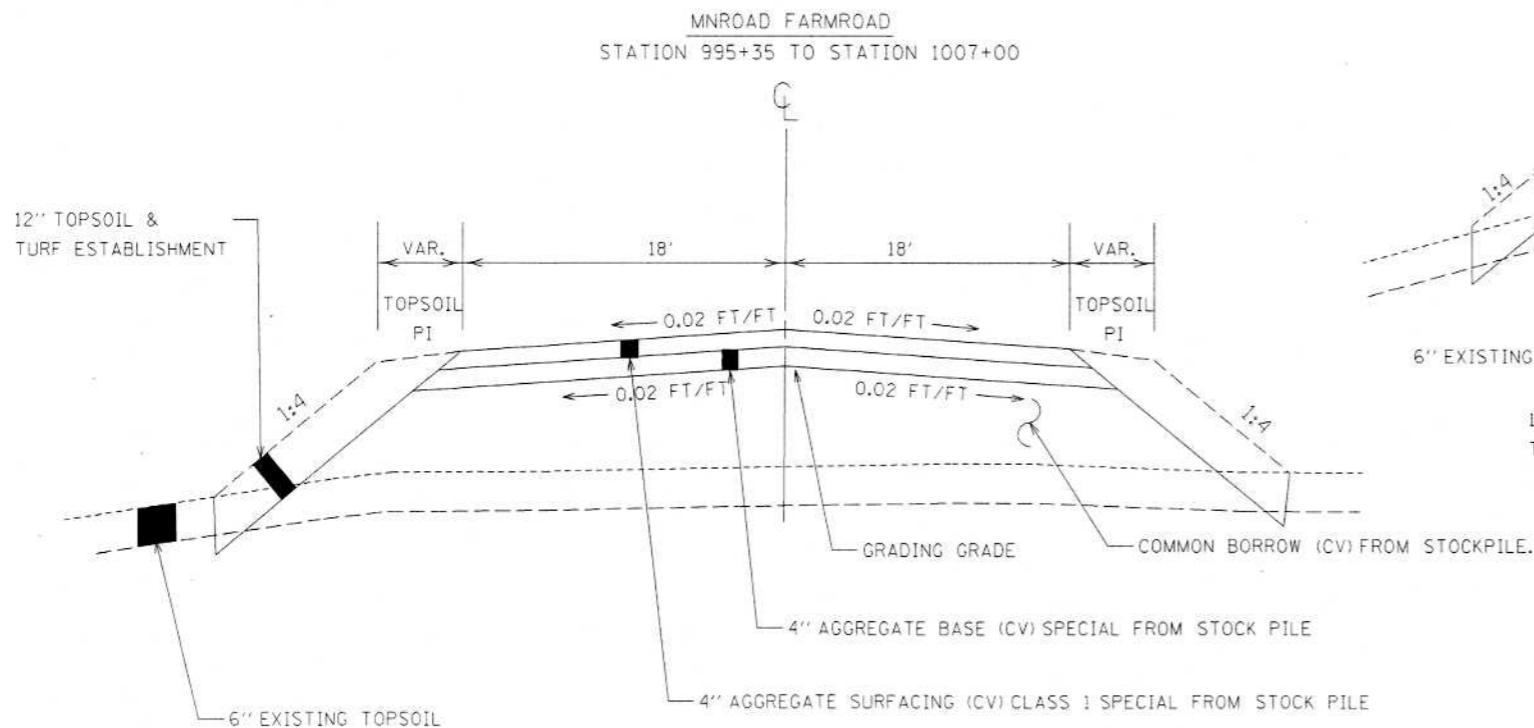 MNROAD FARMROAD
STATION 995+35 TO STATION 1007+00
CL
12'' TOPSOIL &
TURF ESTABLISHMENT
VAR.
18'
18'
VAR.
TOPSOIL
PI
TOPSOIL
PI
0.02 FT/FT
0.02 FT/FT
0.02 FT/FT
0.02 FT/FT
1:4
1:4
1:4
6'' EXISTING
GRADING GRADE
COMMON BORROW (CV) FROM STOCKPILE.
4'' AGGREGATE BASE (CV) SPECIAL FROM STOCK PILE
4'' AGGREGATE SURFACING (CV) CLASS 1 SPECIAL FROM STOCK PILE
6'' EXISTING TOPSOIL